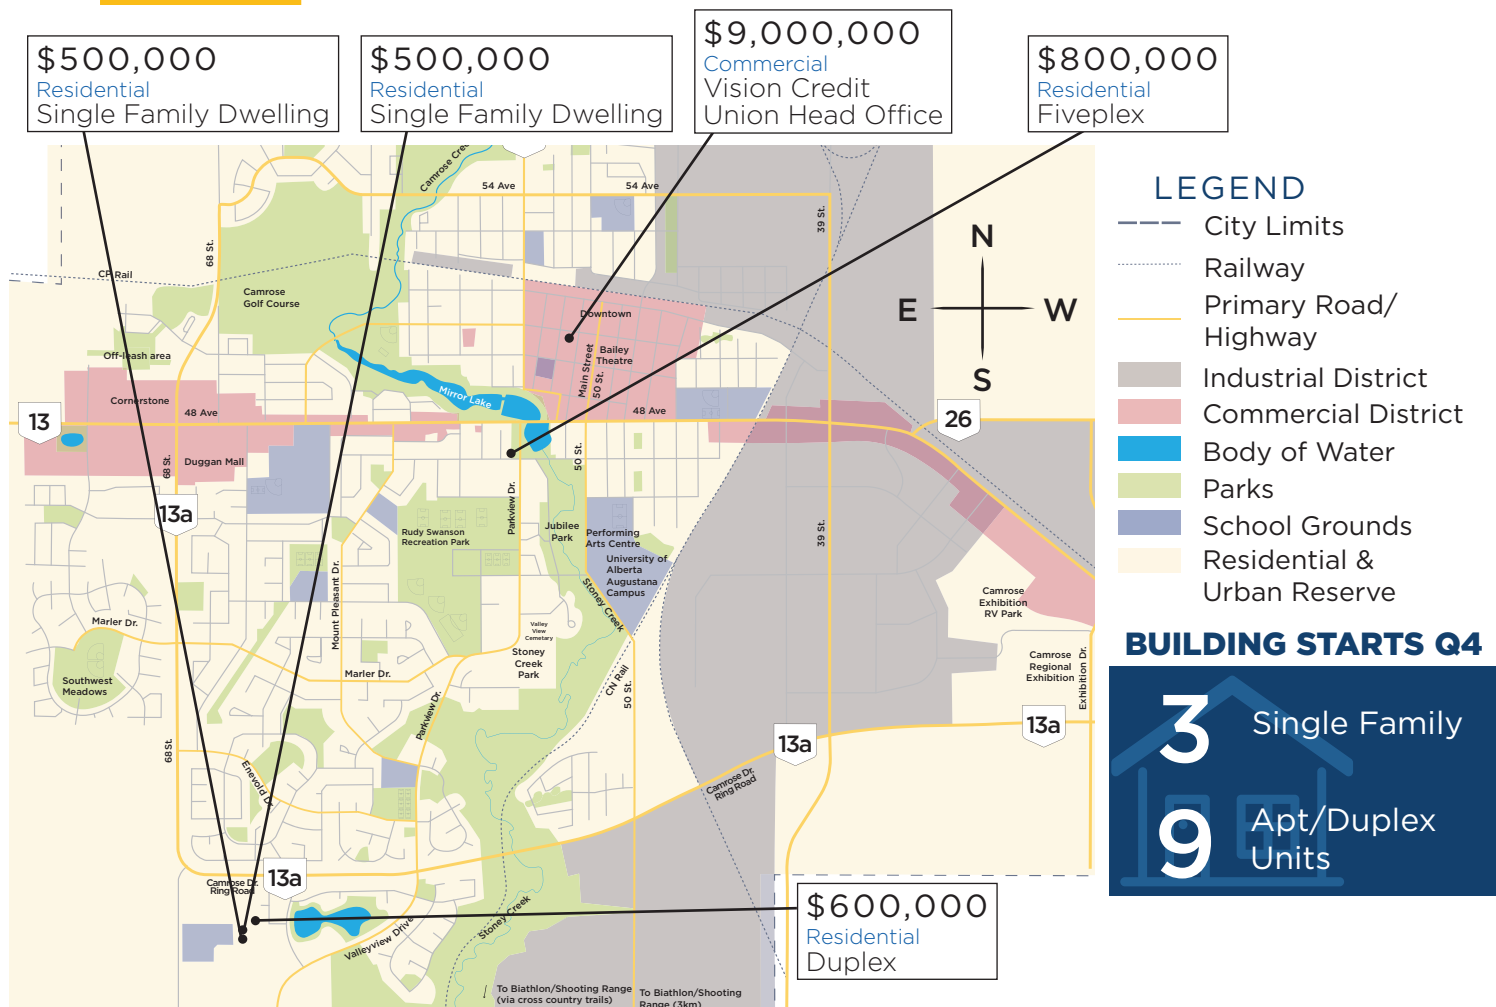 $500,000
Residential
Single Family Dwelling
$500,000
Residential
Single Family Dwelling
$9,000,000
Commercial
Vision Credit
Union Head Office
$800,000
Residential
Fiveplex
LEGEND
City Limits
Railway
Primary Road/
Highway
Industrial District
Commercial District
Body of Water
Parks
School Grounds
Residential &
Urban Reserve
N
E
W
S
BUILDING STARTS Q4
3
Single Family
9
Apt/Duplex
Units
$600,000
Residential
Duplex
Camrose Creek
54 Ave
54 Ave
39 St.
68 St.
CP Rail
Camrose
Golf Course
Downtown
Off-leash area
Bailey
Theatre
Main Street
50 St.
Mirror Lake
Cornerstone
48 Ave
48 Ave
13
26
Duggan Mall
68 St.
50 St.
13a
Parkview Dr.
Rudy Swanson
Recreation Park
Jubilee
Park
Performing
Arts Centre
University of
Alberta
Augustana
Campus
39 St.
Mount Pleasant Dr.
Stoney Creek
Camrose
Exhibition
RV Park
Marler Dr.
Valley
View
Cemetary
Stoney
Creek
Park
Camrose
Regional
Exhibition
Exhibition Dr.
Marler Dr.
Southwest
Meadows
CN Rail
50 St.
Parkview Dr.
13a
13a
68 St.
Enevold Dr.
Camrose Dr.
Ring Road
Camrose Dr.
Ring Road
13a
Valleyview Drive
Stoney Creek
To Biathlon/Shooting Range
(via cross country trails)
To Biathlon/Shooting
Range (3km)